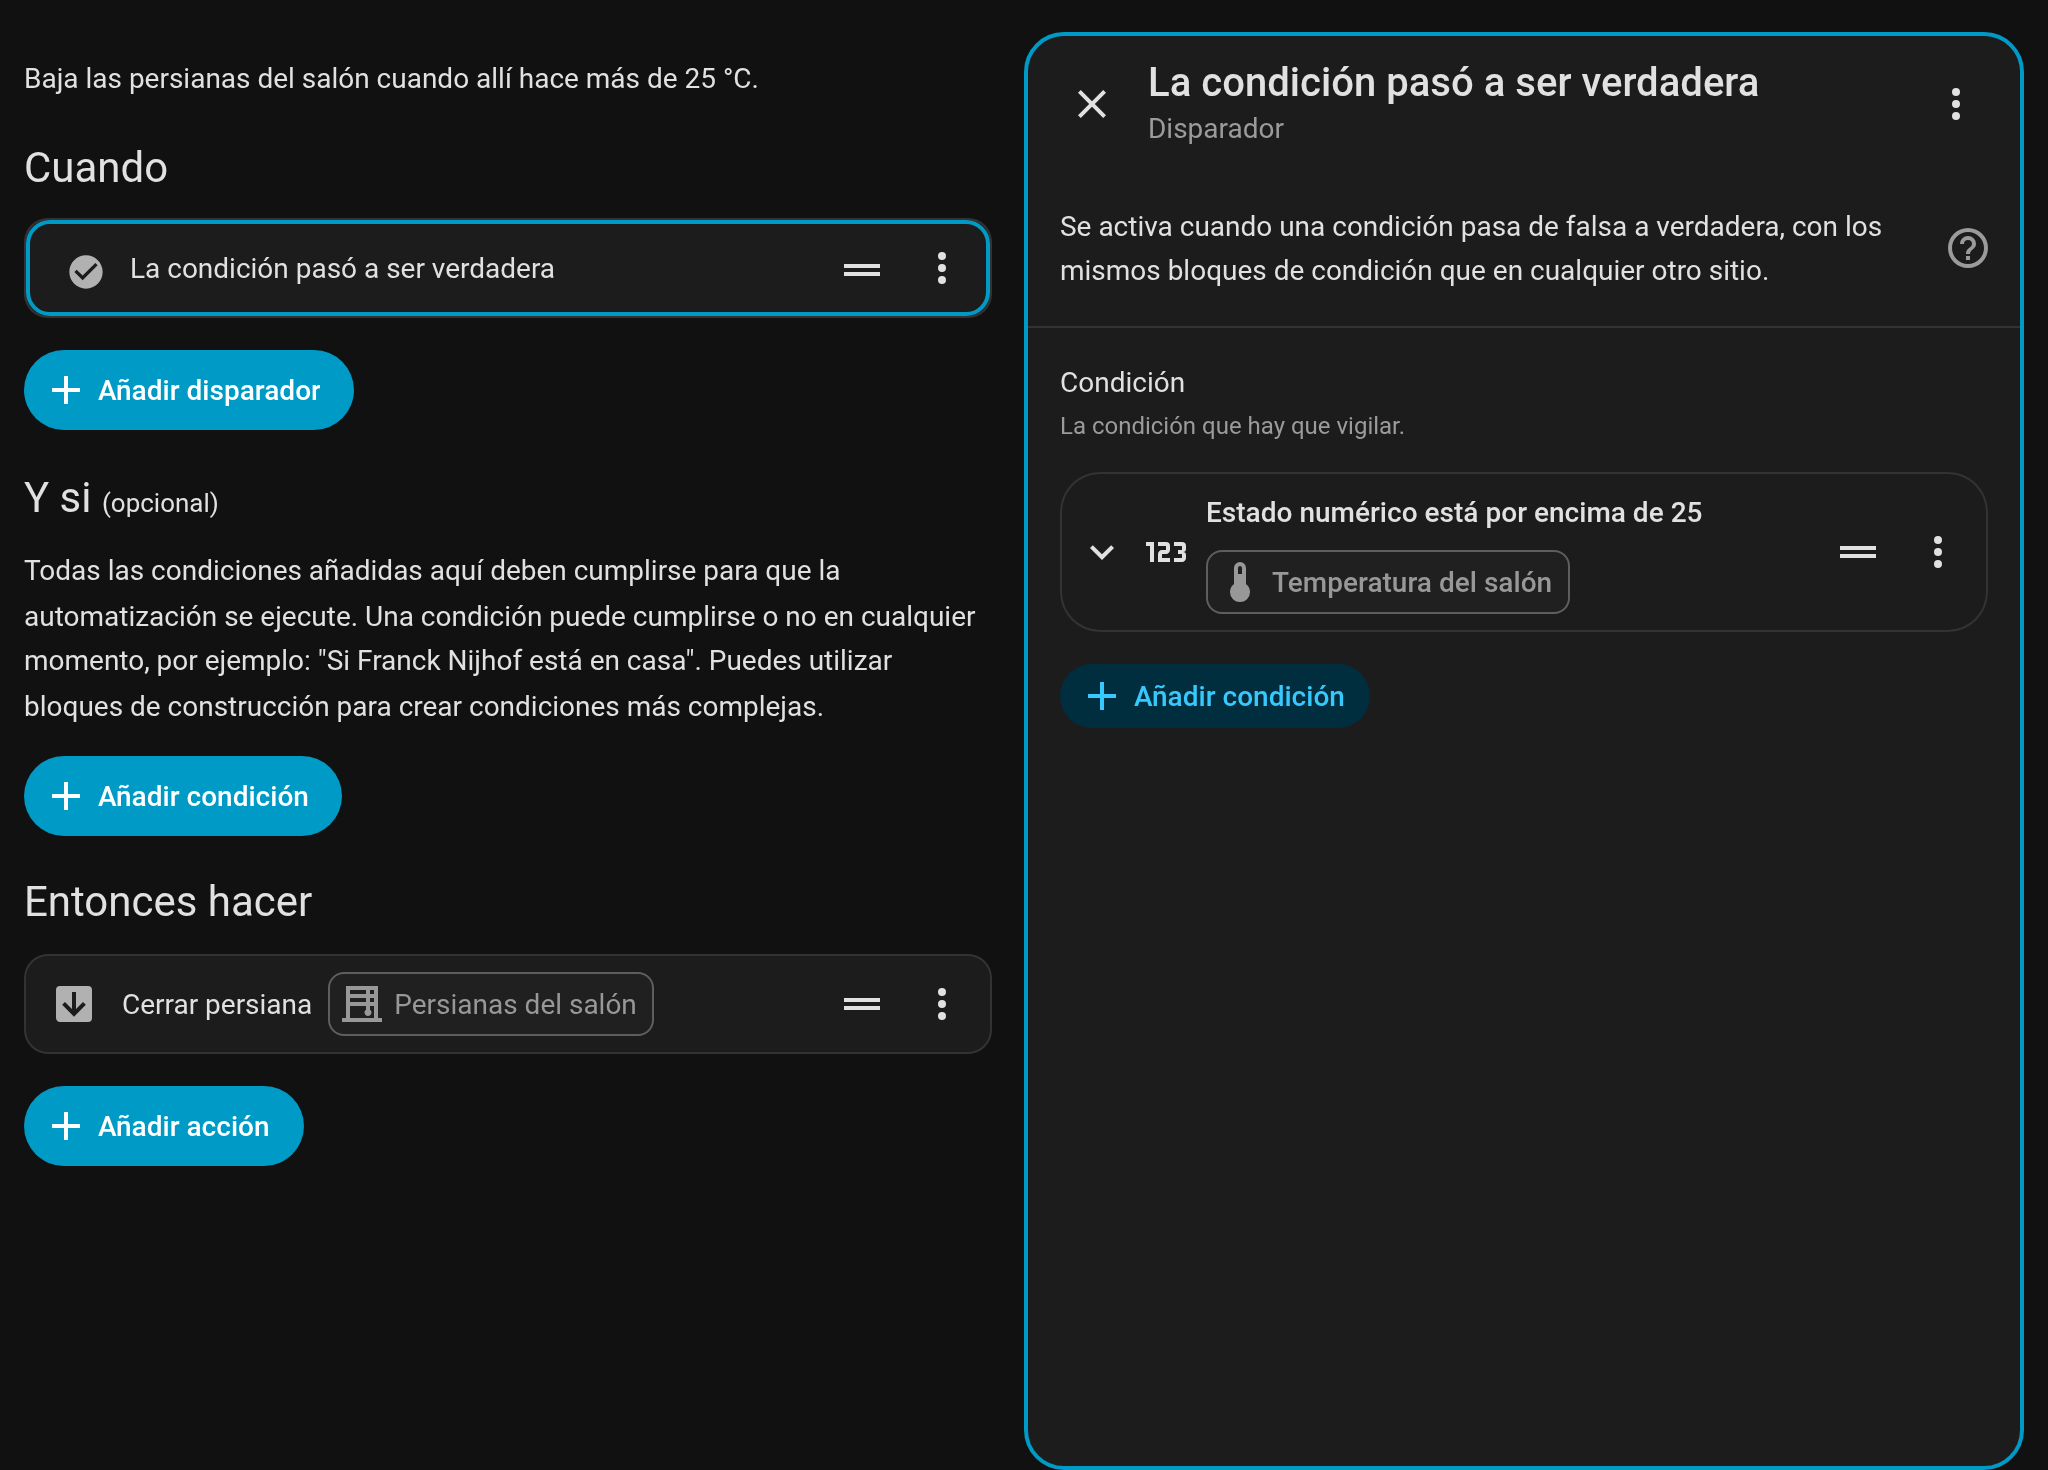 Baja las persianas del salón cuando allí hace más de 25 °C.
Cuando
La condición pasó a ser verdadera
Añadir disparador
Y si (opcional)
Todas las condiciones añadidas aquí deben cumplirse para que la
automatización se ejecute. Una condición puede cumplirse o no en cualquier
momento, por ejemplo: "Si Franck Nijhof está en casa". Puedes utilizar
bloques de construcción para crear condiciones más complejas.
Añadir condición
Entonces hacer
Cerrar persiana Persianas del salón
Añadir acción
La condición pasó a ser verdadera
Disparador
Se activa cuando una condición pasa de falsa a verdadera, con los
mismos bloques de condición que en cualquier otro sitio.
Condición
La condición que hay que vigilar.
123
Estado numérico está por encima de 25
Temperatura del salón
Añadir condición